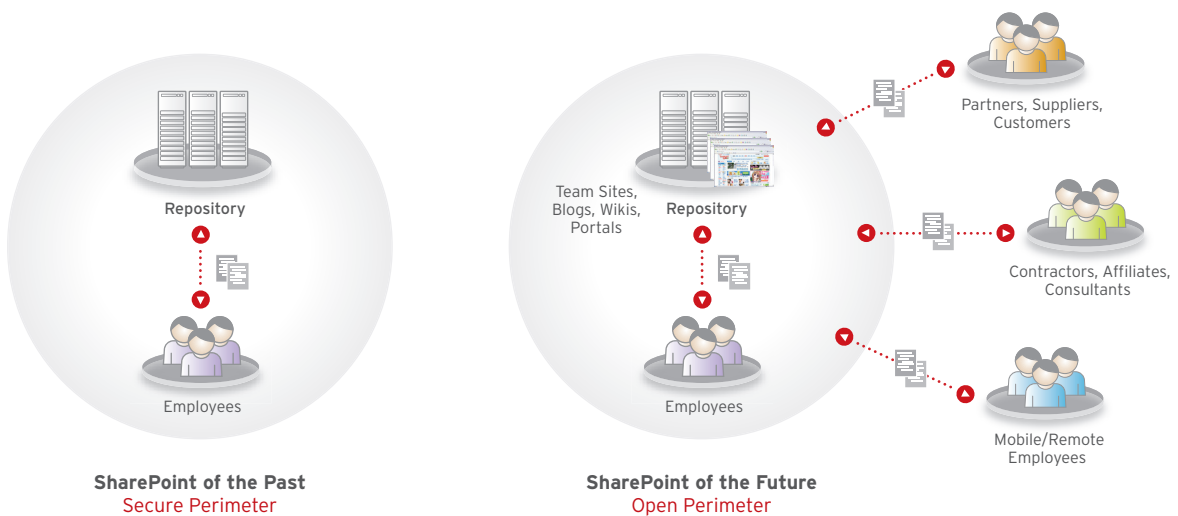 Repository
Employees
SharePoint of the Past
Secure Perimeter
Team Sites,
Blogs, Wikis,
Portals
Repository
Employees
SharePoint of the Future
Open Perimeter
Partners, Suppliers,
Customers
Contractors, Affiliates,
Consultants
Mobile/Remote
Employees